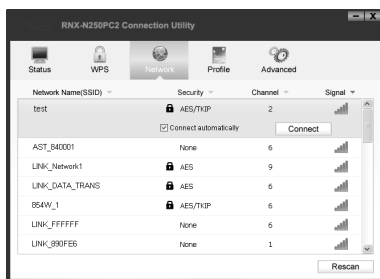 RNX-N250PC2 Connection Utility
Status WPS Network Profile Advanced
Network Name(SSID) Security Channel Signal
test AES/TKIP 2
Connect automatically Connect
AST_840001 None 6
LINK_Network1 AES 9
LINK_DATA_TRANS AES 6
854W_1 AES/TKIP 6
LINK_FFFFFF None 6
LINK_890FE6 None 1
Rescan